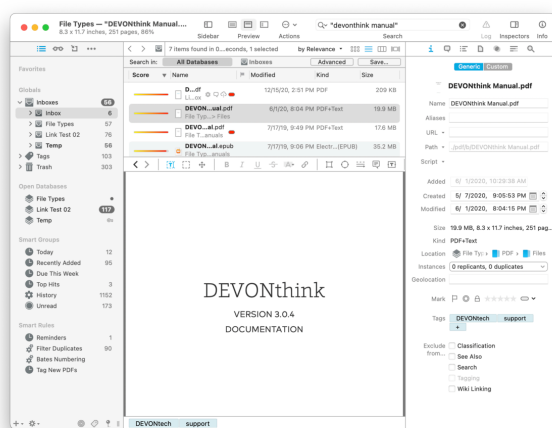 File Types — "DEVONthink Manual....
8.3 x 11.7 inches, 251 pages, 86%
"devonthink manual"
Sidebar Preview Actions Search Log Inspectors Info
7 items found in 0...econds, 1 selected by Relevance
Search in: All Databases Inboxes Advanced Save...
Score Name Modified Kind Size
D...df 12/15/20, 2:51 PM PDF 209 KB
Li...ox
DEVON...ual.pdf 6/1/20, 8:04 PM PDF+Text 19.9 MB
File Typ...> Files
DEVO...al.pdf 7/17/19, 9:49 PM PDF+Text 17.6 MB
File T...anuals
DEVON...al.epub 7/17/19, 9:06 PM Electr...(EPUB) 35.2 MB
File Typ...anuals
Favorites
Globals
Inboxes 56
Inbox 6
File Types 57
Link Test 02 76
Temp 56
Tags 103
Trash 303
Open Databases
File Types
Link Test 02 117
Temp
Smart Groups
Today 12
Recently Added 95
Due This Week
Top Hits 3
History 1152
Unread 173
Smart Rules
Reminders 1
Filter Duplicates 90
Bates Numbering
Tag New PDFs
DEVONthink
VERSION 3.0.4
DOCUMENTATION
DEVONtech support
Generic Custom
DEVONthink Manual.pdf
Name DEVONthink Manual.pdf
Aliases
URL
Path .../pdf/b/DEVONthink Manual.pdf
Script
Added 6/ 1/2020, 10:29:38 AM
Created 5/ 7/2020, 9:05:53 PM
Modified 6/ 1/2020, 8:04:15 PM
Size 19.9 MB, 8.3 x 11.7 inches, 251 pag...
Kind PDF+Text
Location File Ty PDF Files
Instances 0 replicants, 0 duplicates
Geolocation
Mark
Tags DEVONtech support
+
Exclude from... Classification
See Also
Search
Tagging
Wiki Linking